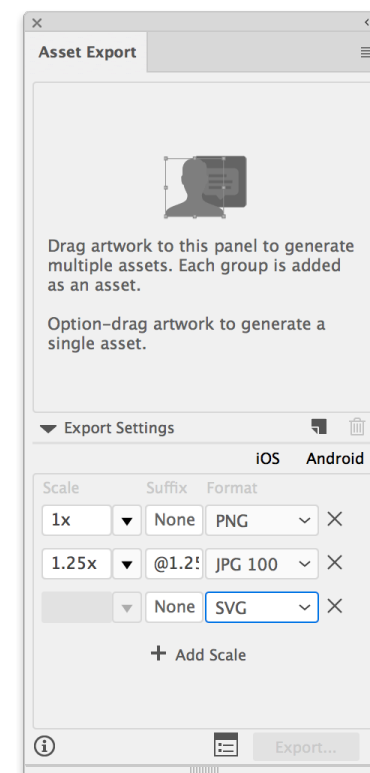 Asset Export
Drag artwork to this panel to generate
multiple assets. Each group is added
as an asset.
Option-drag artwork to generate a
single asset.
Export Settings
iOS Android
Scale Suffix Format
1x None PNG
1.25x @1.25 JPG 100
None SVG
+ Add Scale
Export...